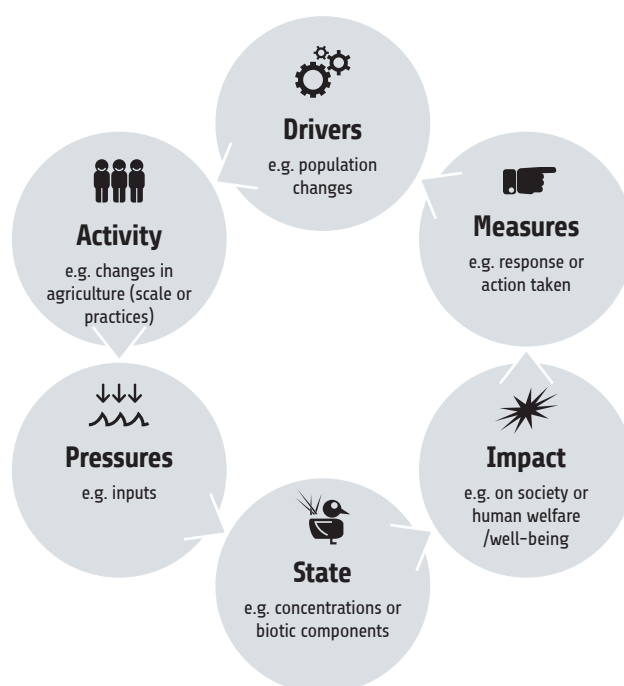 Drivers
e.g. population
changes
Activity
e.g. changes in
agriculture (scale or
practices)
Pressures
e.g. inputs
State
e.g. concentrations or
biotic components
Impact
e.g. on society or
human welfare
/well-being
Measures
e.g. response or
action taken